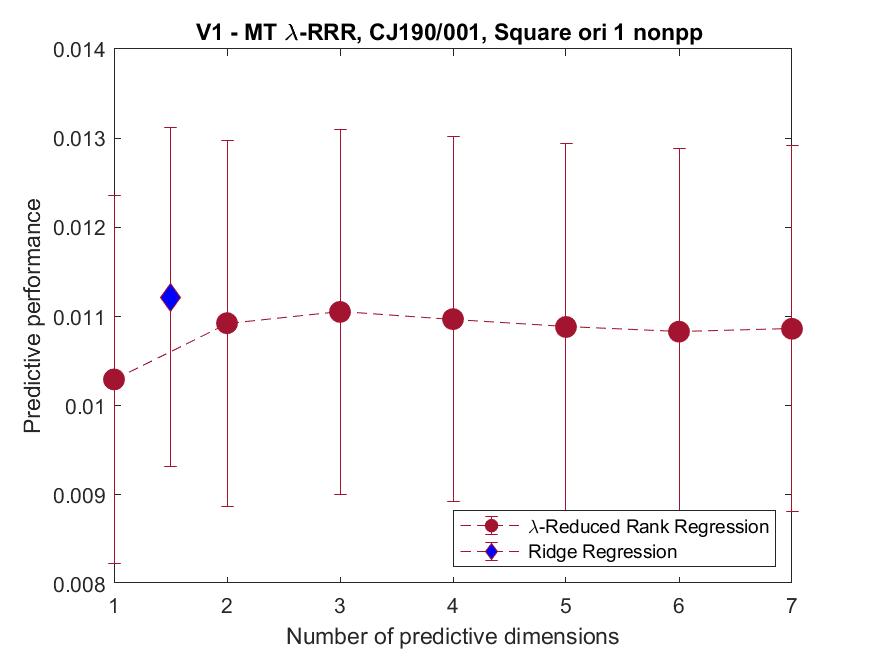 V1 - MT λ-RRR, CJ190/001, Square ori 1 nonpp
0.014
0.013
0.012
0.011
0.01
0.009
0.008
Predictive performance
1 2 3 4 5 6 7
Number of predictive dimensions
λ-Reduced Rank Regression
Ridge Regression